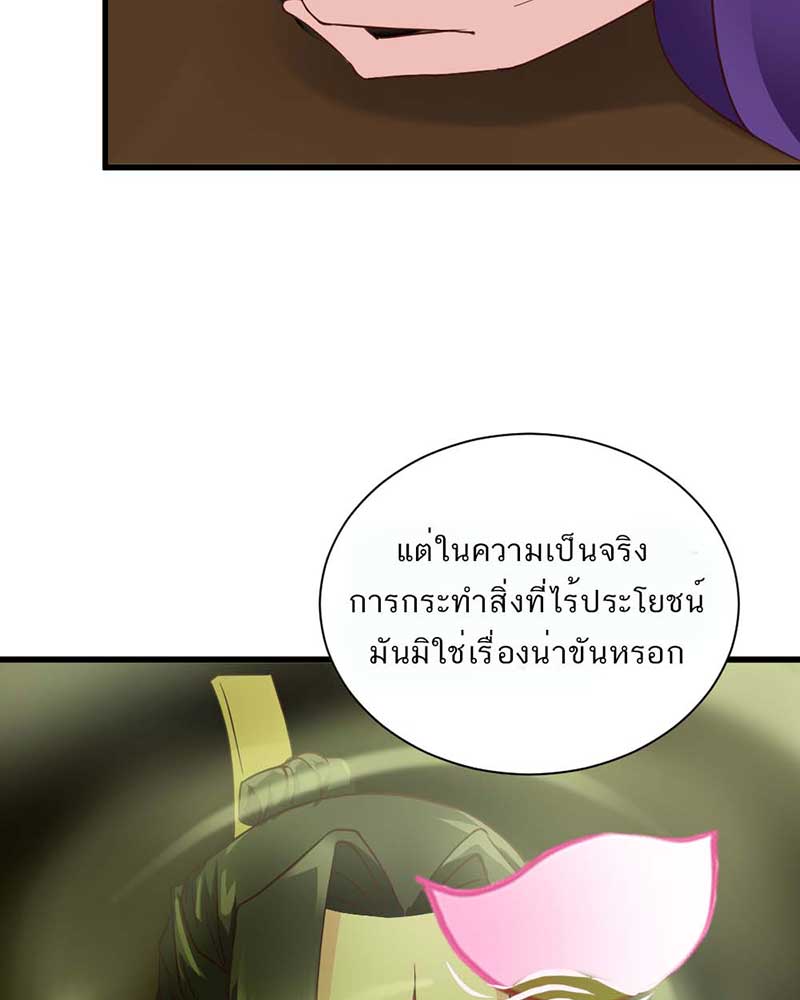 แต่ในความเป็นจริง
การกระทำสิ่งที่ไร้ประโยชน์
มันมิใช่เรื่องน่าขันหรอก